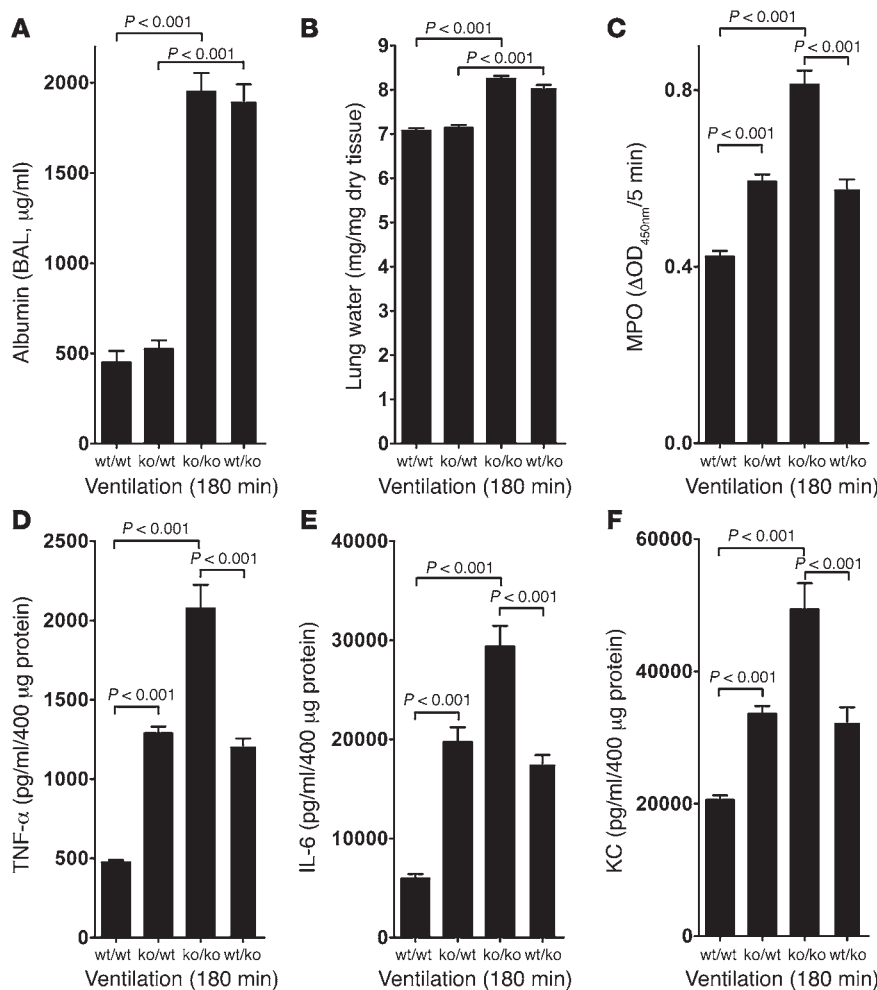 A
P < 0.001
P < 0.001
Albumin (BAL, μg/ml)
2000
1500
1000
500
0
wt/wt ko/wt ko/ko wt/ko
Ventilation (180 min)
B
P < 0.001
P < 0.001
Lung water (mg/mg dry tissue)
9
8
7
6
5
4
3
2
1
0
wt/wt ko/wt ko/ko wt/ko
Ventilation (180 min)
C
P < 0.001
P < 0.001
P < 0.001
MPO (ΔOD450nm/5 min)
0.8
0.4
0.0
wt/wt ko/wt ko/ko wt/ko
Ventilation (180 min)
D
P < 0.001
P < 0.001
P < 0.001
TNF-α (pg/ml/400 μg protein)
2500
2000
1500
1000
500
0
wt/wt ko/wt ko/ko wt/ko
Ventilation (180 min)
E
P < 0.001
P < 0.001
P < 0.001
IL-6 (pg/ml/400 μg protein)
40000
30000
20000
10000
0
wt/wt ko/wt ko/ko wt/ko
Ventilation (180 min)
F
P < 0.001
P < 0.001
P < 0.001
KC (pg/ml/400 μg protein)
60000
40000
20000
0
wt/wt ko/wt ko/ko wt/ko
Ventilation (180 min)